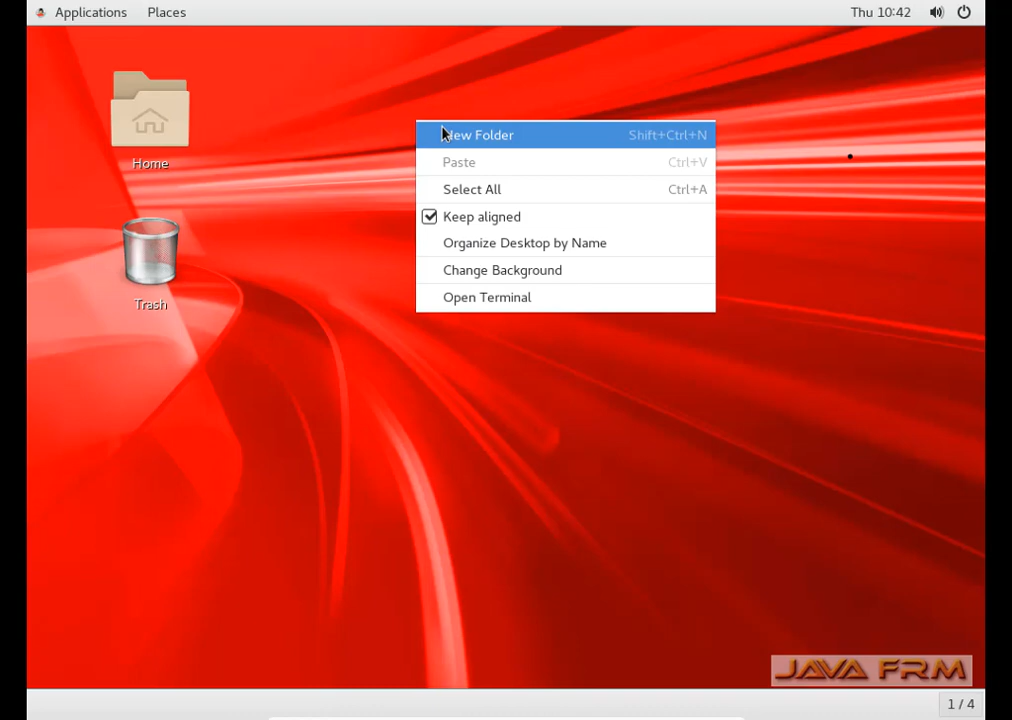 Applications Places Thu 10:42
Home
Trash
New Folder Shift+Ctrl+N
Paste Ctrl+V
Select All Ctrl+A
Keep aligned
Organize Desktop by Name
Change Background
Open Terminal
JAVA FRM
1 / 4